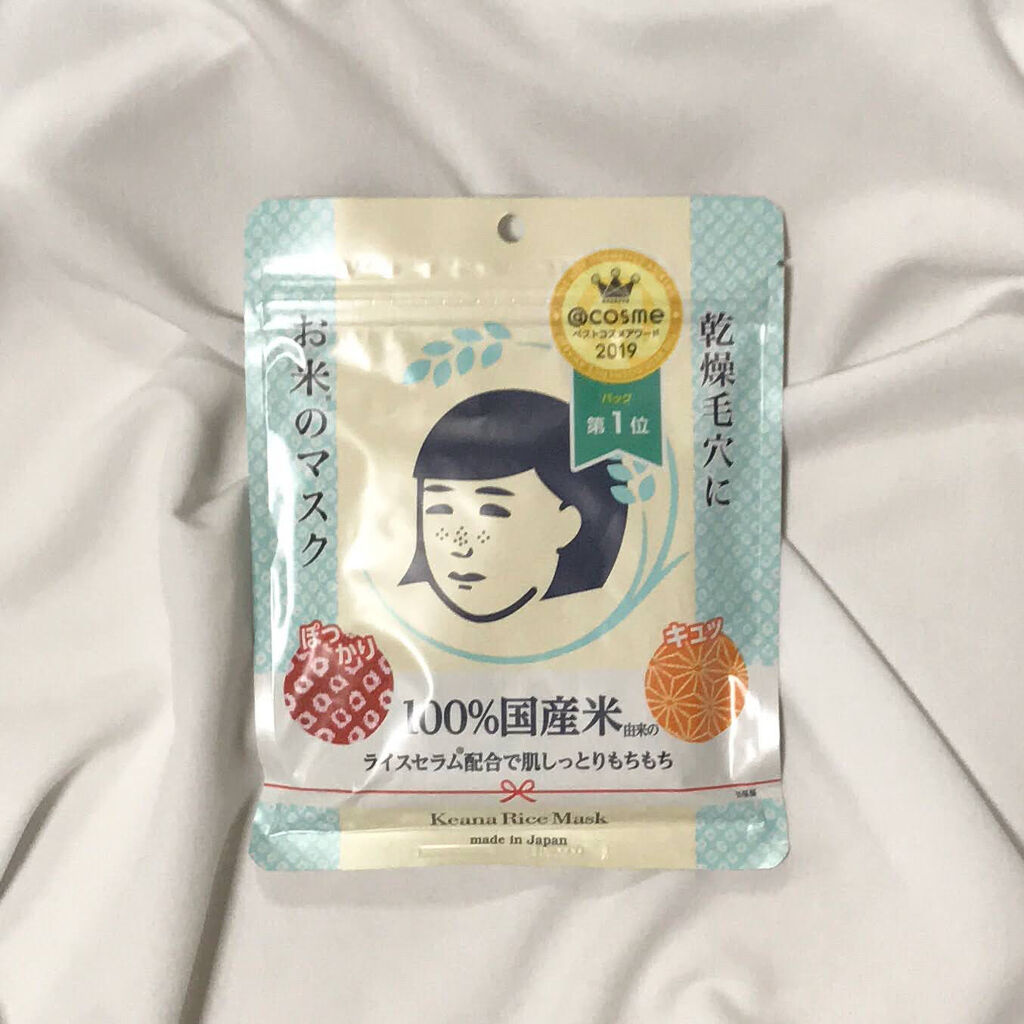 @cosme
ベストコスメアワード
2019
パック
第1位
乾燥毛穴に
お米のマスク
ぽっかり
キュッ
100%国産米由来の
ライスセラム※配合で肌しっとりもちもち
Keana Rice Mask
made in Japan